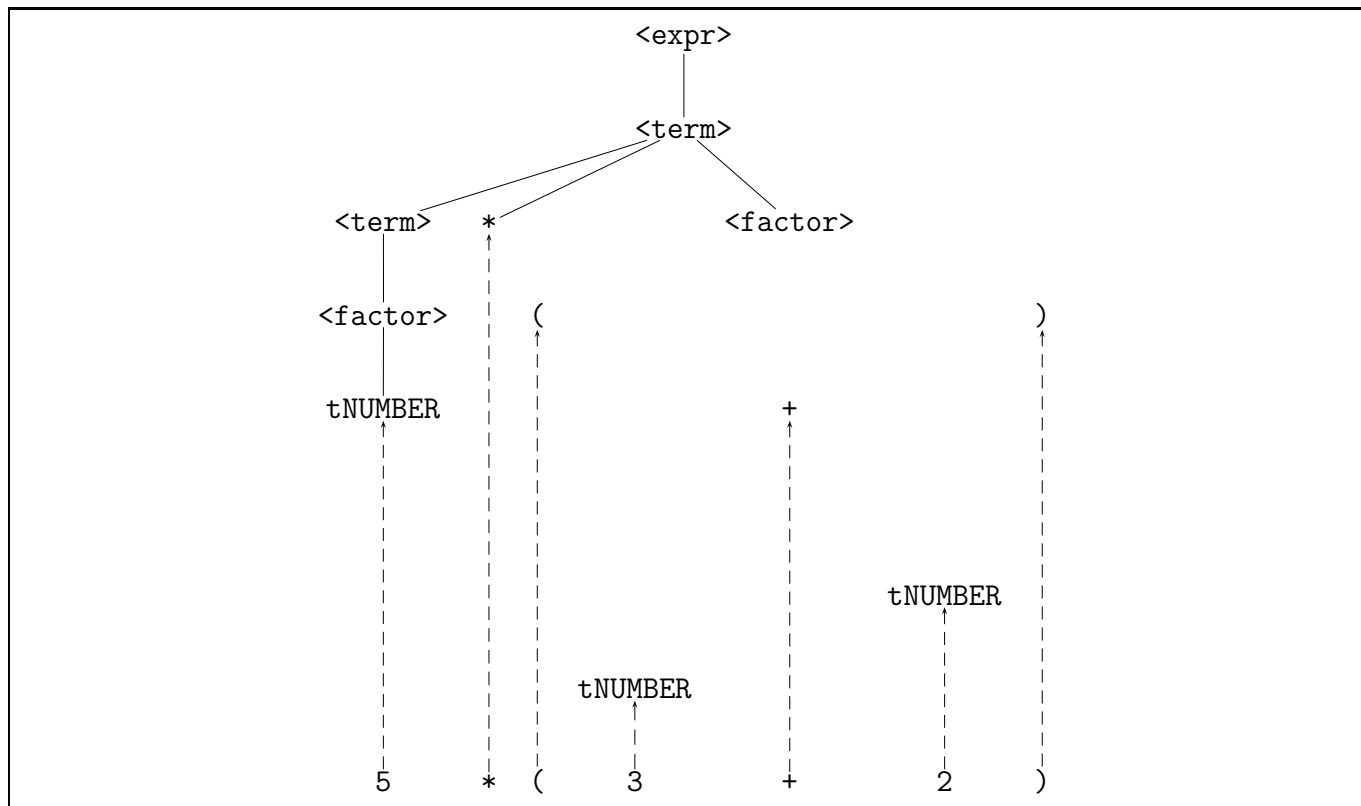 <expr>
<term>
<term> * <factor>
<factor> ( )
tNUMBER +
tNUMBER
tNUMBER
5 * ( 3 + 2 )